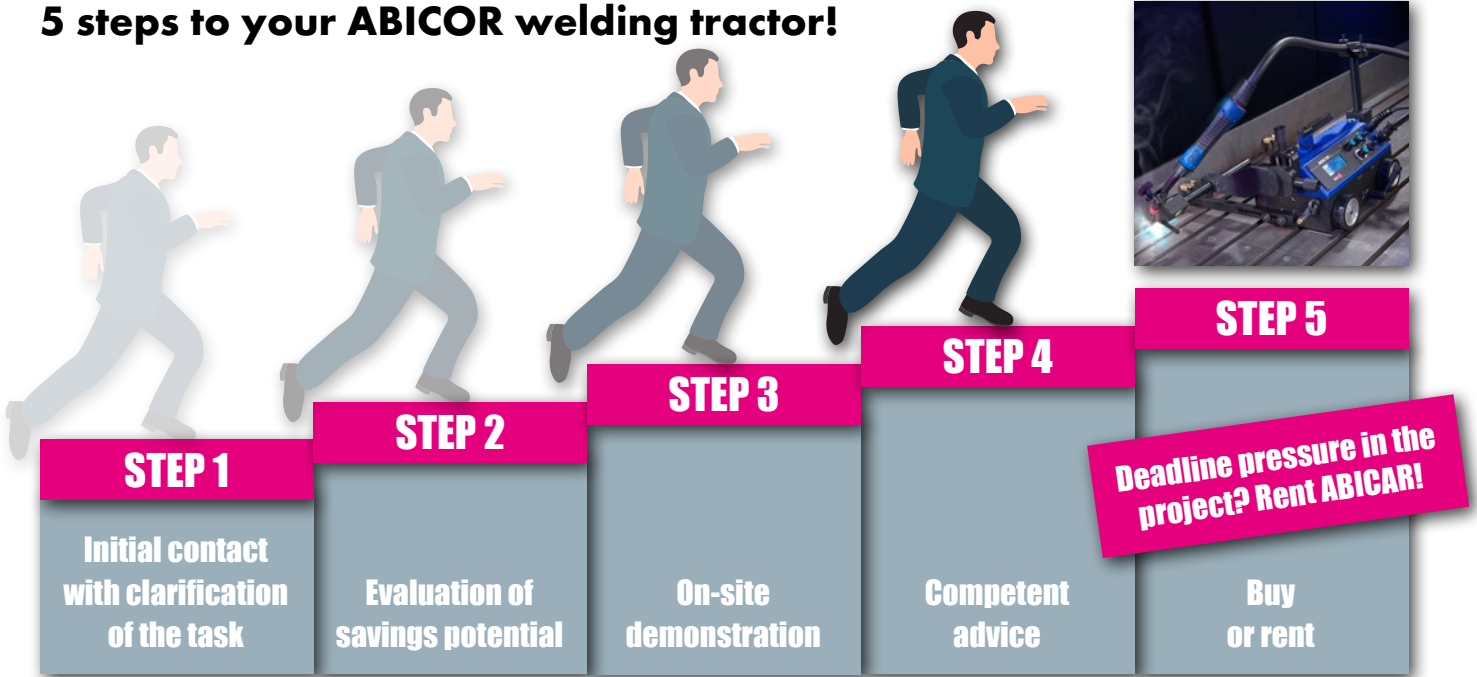 5 steps to your ABICOR welding tractor!
STEP 1
Initial contact
with clarification
of the task
STEP 2
Evaluation of
savings potential
STEP 3
On-site
demonstration
STEP 4
Competent
advice
STEP 5
Deadline pressure in the
project? Rent ABICAR!
Buy
or rent